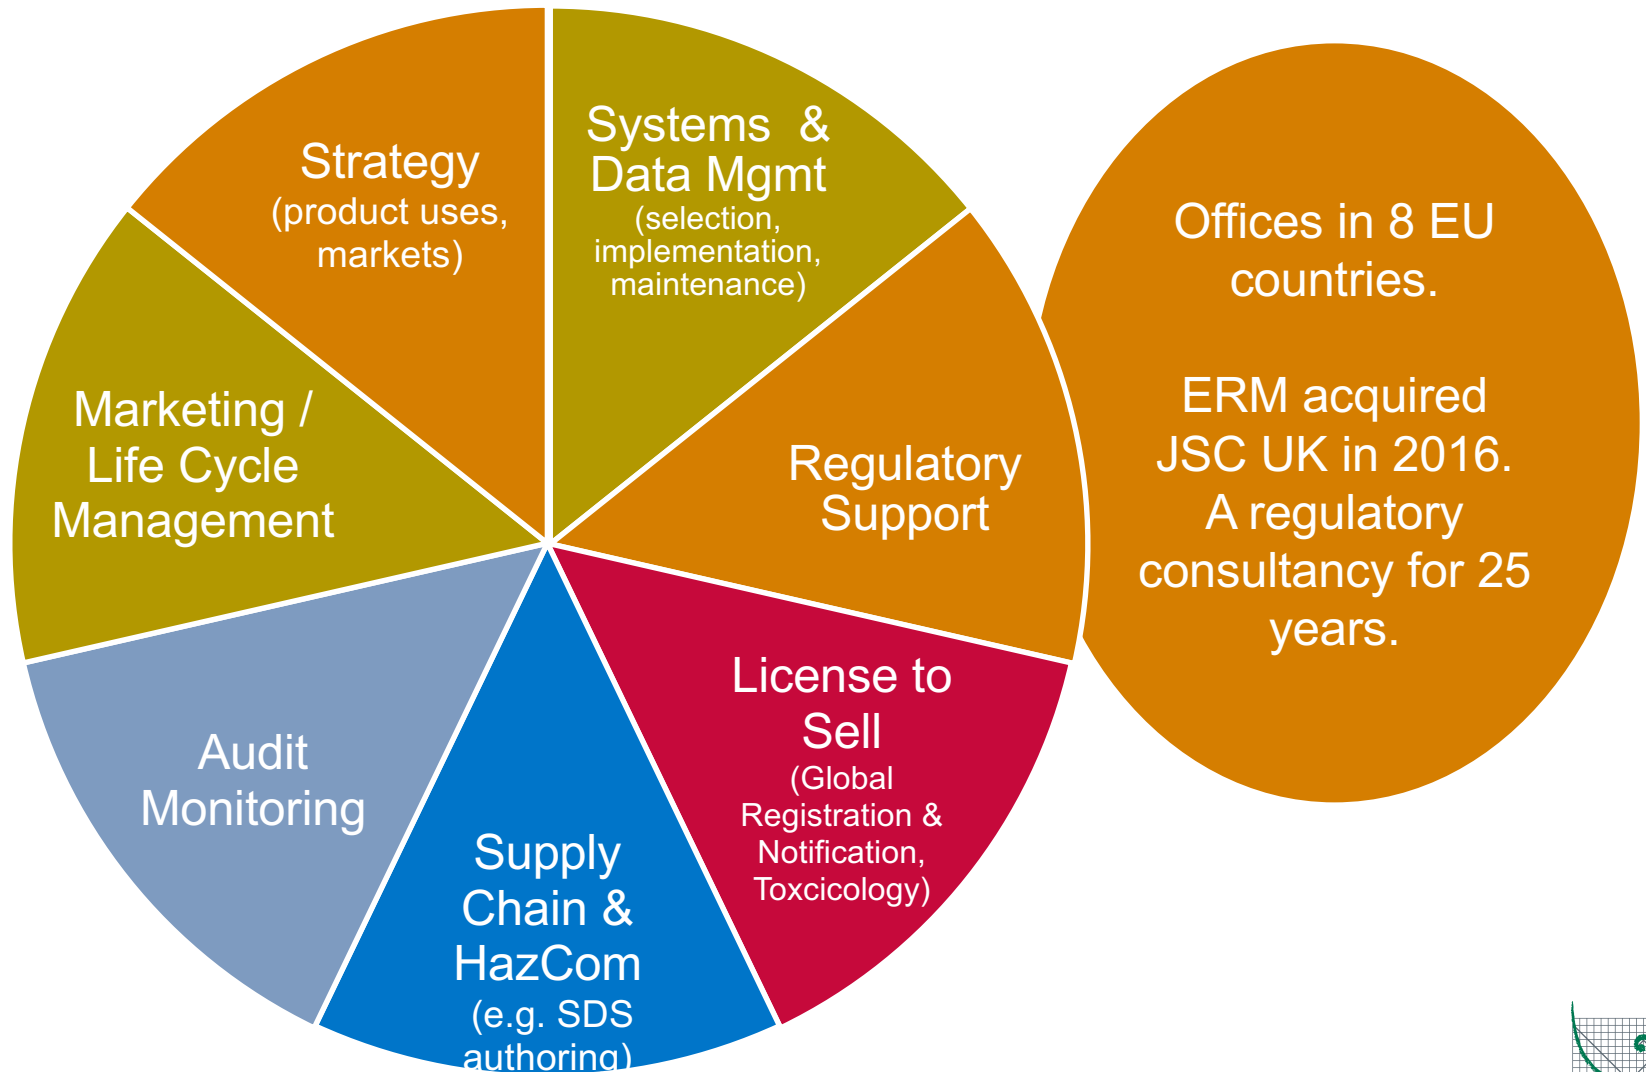 Strategy
(product uses,
markets)
Systems &
Data Mgmt
(selection,
implementation,
maintenance)
Regulatory
Support
License to
Sell
(Global
Registration &
Notification,
Toxcicology)
Supply
Chain &
HazCom
(e.g. SDS
authoring)
Audit
Monitoring
Marketing /
Life Cycle
Management
Offices in 8 EU
countries.
ERM acquired
JSC UK in 2016.
A regulatory
consultancy for 25
years.